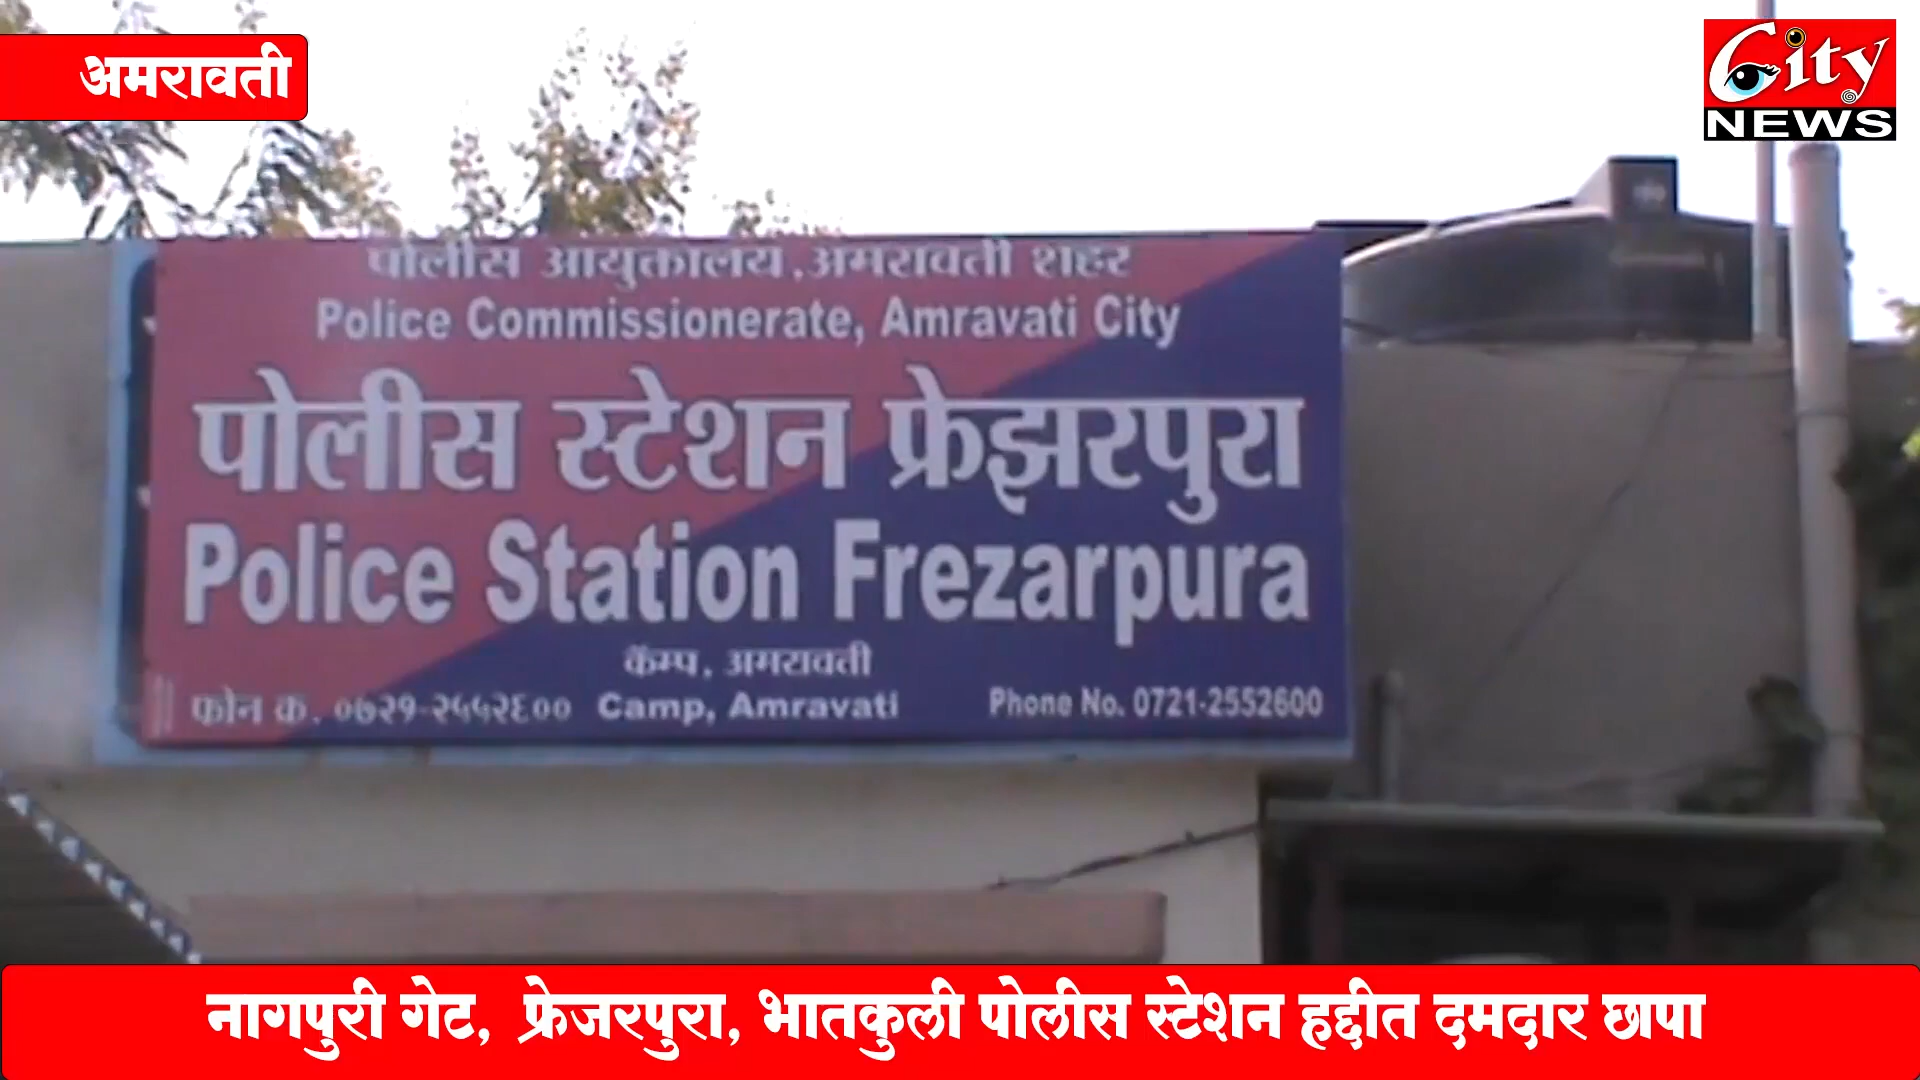 अमरावती
City
NEWS
पोलीस आयुक्तालय, अमरावती शहर
Police Commissionerate, Amravati City
पोलीस स्टेशन फ्रेझरपुरा
Police Station Frezarpura
कॅम्प, अमरावती
फोन क्र. ०७२१-२५५२६०० Camp, Amravati Phone No. 0721-2552600
नागपुरी गेट, फ्रेजरपुरा, भातकुली पोलीस स्टेशन हद्दीत दमदार छापा